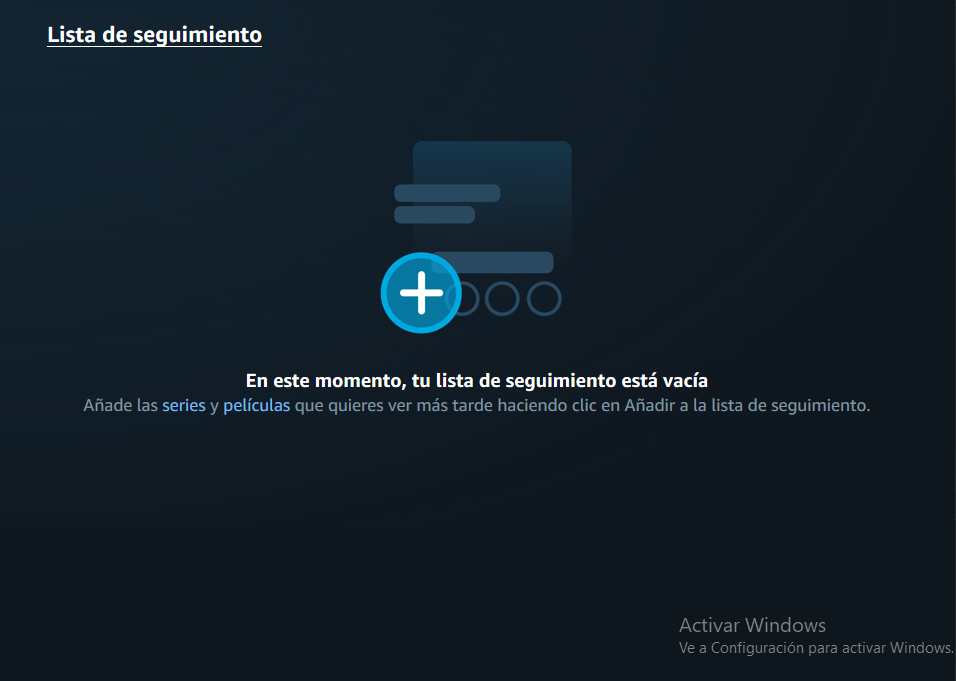 Lista de seguimiento
En este momento, tu lista de seguimiento está vacía
Añade las series y películas que quieres ver más tarde haciendo clic en Añadir a la lista de seguimiento.
Activar Windows
Ve a Configuración para activar Windows.